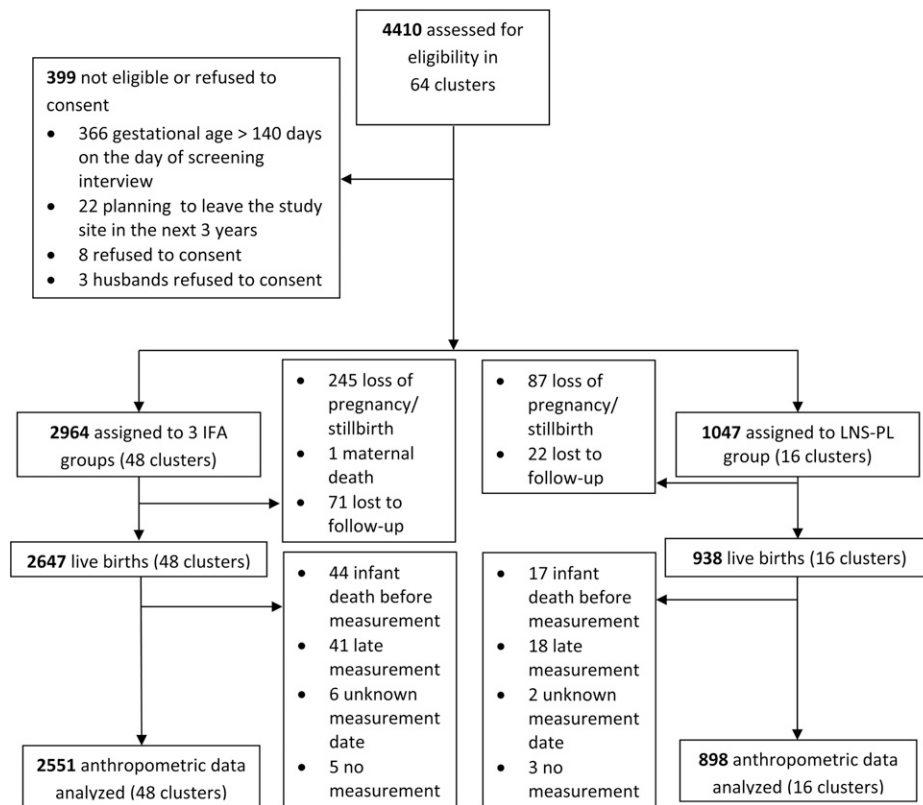 4410 assessed for
eligibility in
64 clusters
399 not eligible or refused to
consent
• 366 gestational age > 140 days
on the day of screening
interview
• 22 planning to leave the study
site in the next 3 years
• 8 refused to consent
• 3 husbands refused to consent
2964 assigned to 3 IFA
groups (48 clusters)
• 245 loss of
pregnancy/
stillbirth
• 1 maternal
death
• 71 lost to
follow-up
• 87 loss of
pregnancy/
stillbirth
• 22 lost to
follow-up
1047 assigned to LNS-PL
group (16 clusters)
2647 live births (48 clusters)
938 live births (16 clusters)
• 44 infant
death before
measurement
• 41 late
measurement
• 6 unknown
measurement
date
• 5 no
measurement
• 17 infant
death before
measurement
• 18 late
measurement
• 2 unknown
measurement
date
• 3 no
measurement
2551 anthropometric data
analyzed (48 clusters)
898 anthropometric data
analyzed (16 clusters)